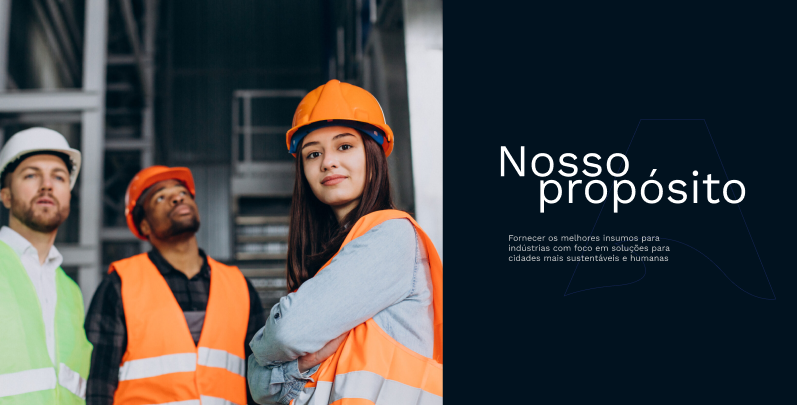 Nosso
propósito
Fornecer os melhores insumos para
indústrias com foco em soluções para
cidades mais sustentáveis e humanas